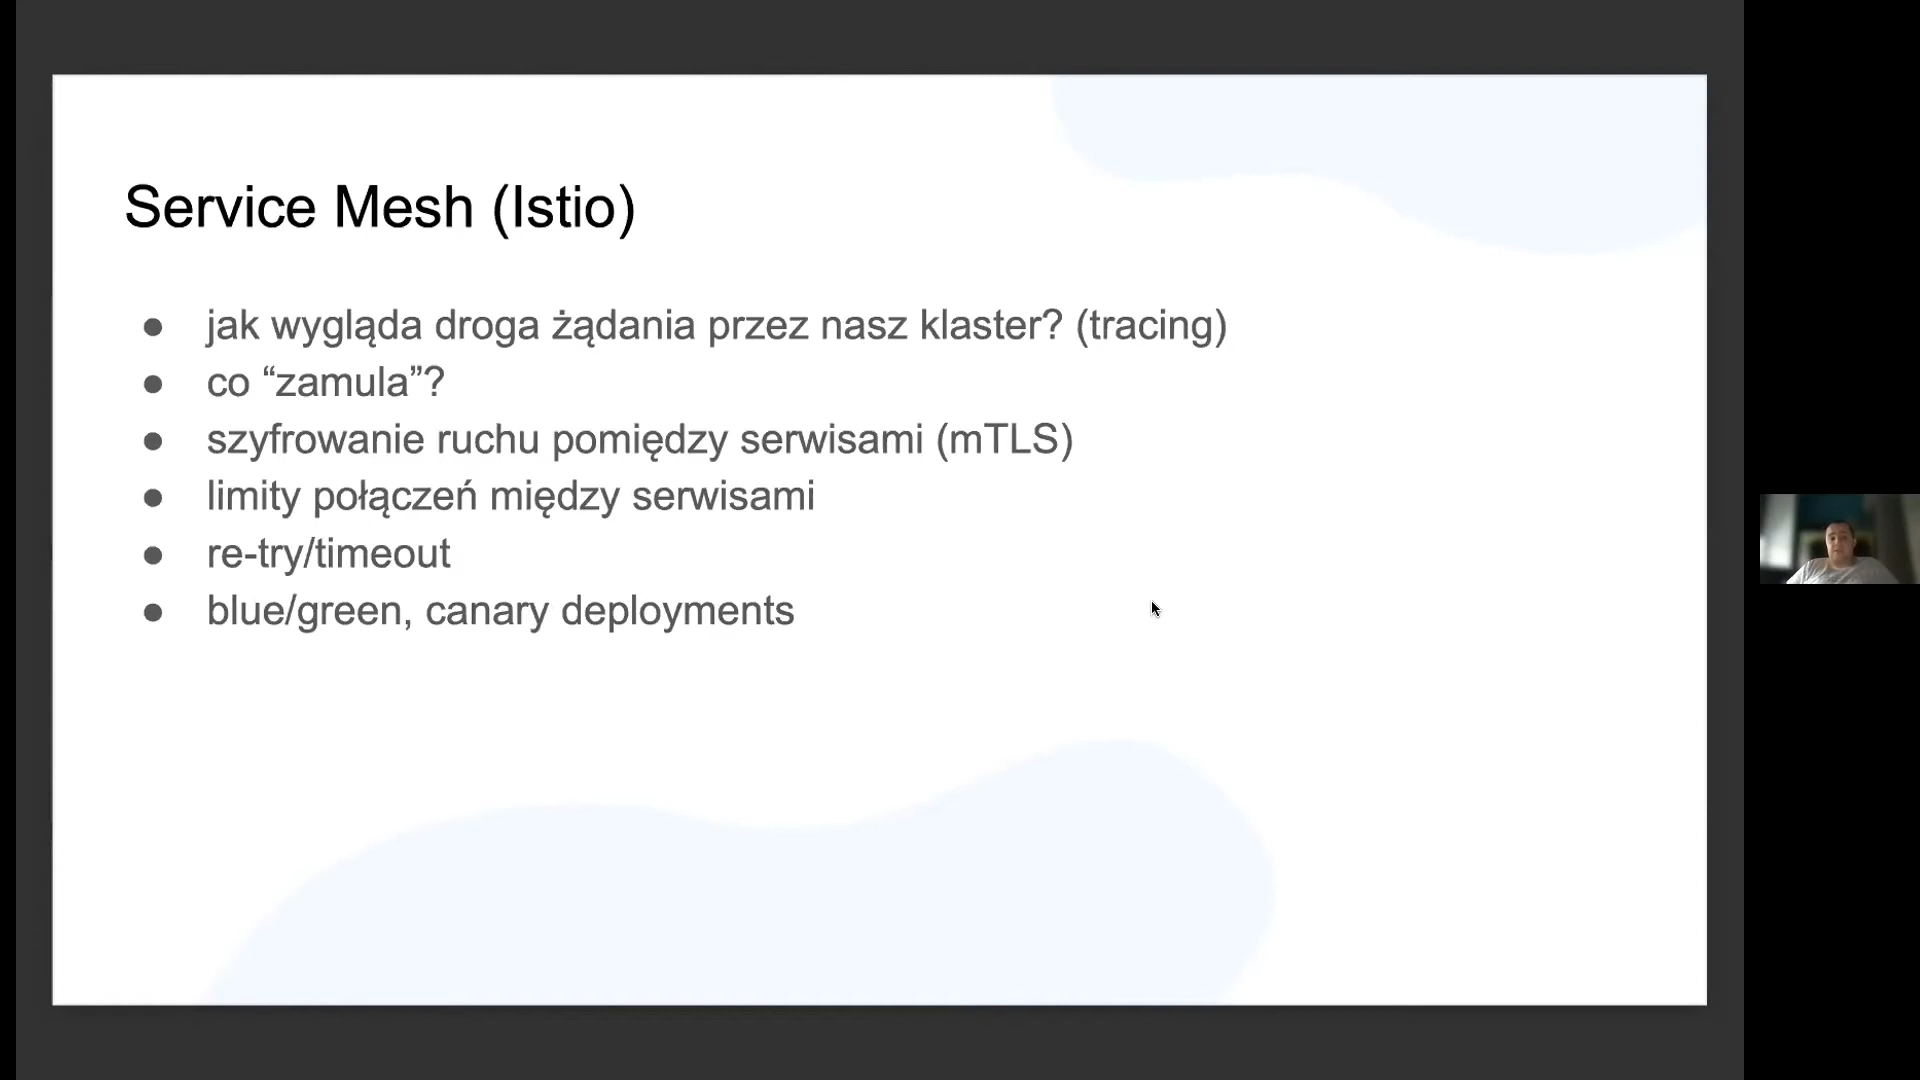 Service Mesh (Istio)
● jak wygląda droga żądania przez nasz klaster? (tracing)
● co “zamula”?
● szyfrowanie ruchu pomiędzy serwisami (mTLS)
● limity połączeń między serwisami
● re-try/timeout
● blue/green, canary deployments